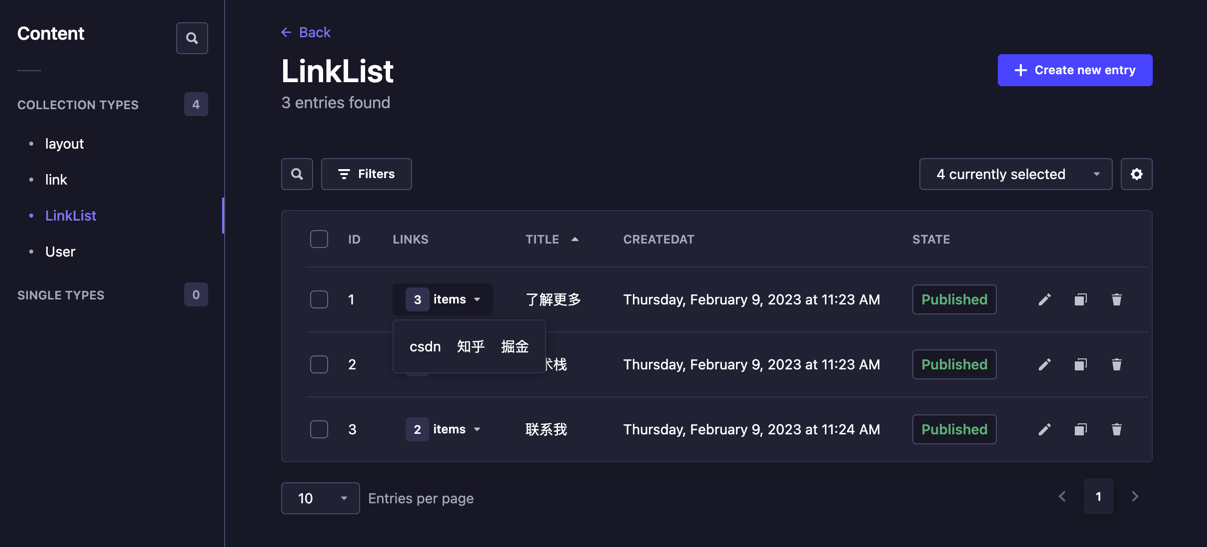 Content
COLLECTION TYPES 4
layout
link
LinkList
User
SINGLE TYPES 0
Back
LinkList
3 entries found
Create new entry
Filters
4 currently selected
ID LINKS TITLE CREATEDAT STATE
1 3 items 了解更多 Thursday, February 9, 2023 at 11:23 AM Published
csdn 知乎 掘金
2 术栈 Thursday, February 9, 2023 at 11:23 AM Published
3 2 items 联系我 Thursday, February 9, 2023 at 11:24 AM Published
10 Entries per page
1